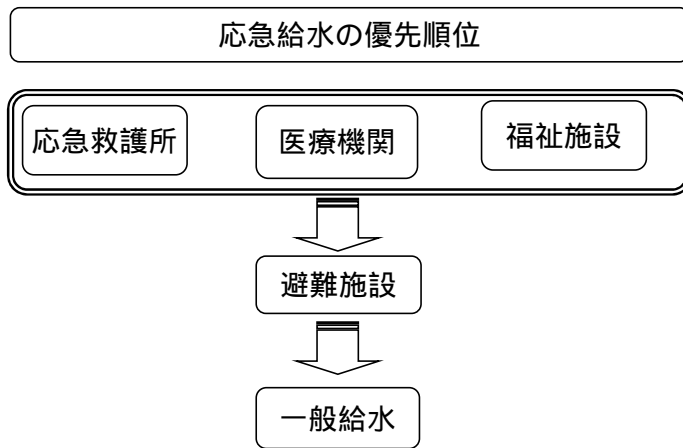 応急給水の優先順位
応急救護所
医療機関
福祉施設
避難施設
一般給水